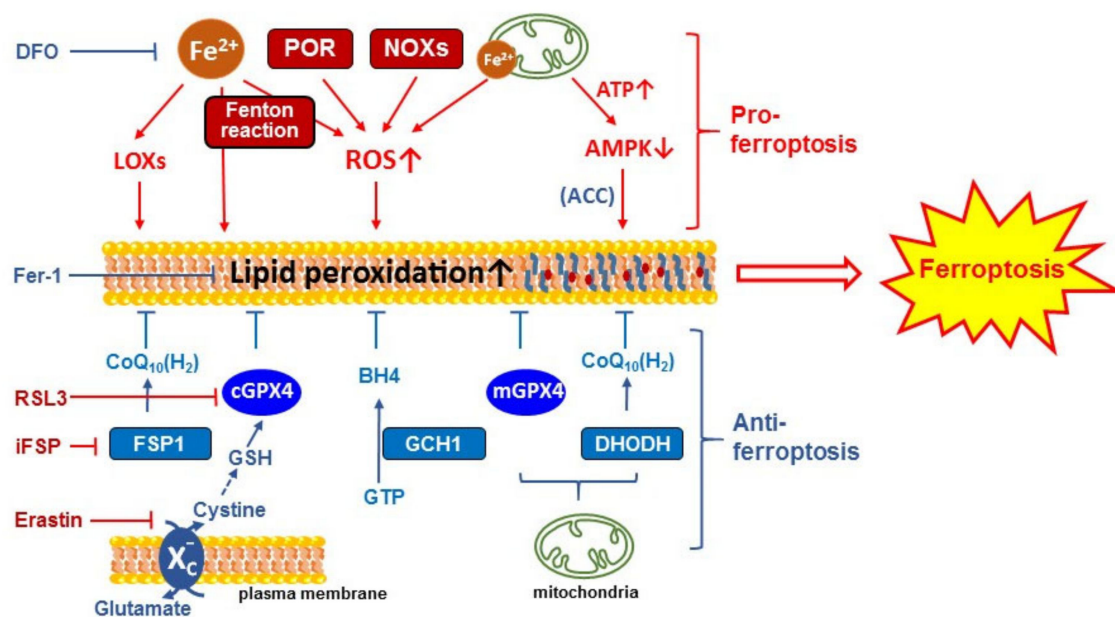 DFO
Fe²⁺
POR
NOXs
Fe²⁺
ATP↑
Fenton
reaction
LOXs
ROS↑
AMPK↓
(ACC)
Pro-
ferroptosis
Fer-1
Lipid peroxidation↑
Ferroptosis
CoQ₁₀(H₂)
BH4
CoQ₁₀(H₂)
RSL3
cGPX4
mGPX4
iFSP
FSP1
GCH1
DHODH
Anti-
ferroptosis
GSH
GTP
Cystine
Erastin
Xc⁻
Glutamate
plasma membrane
mitochondria